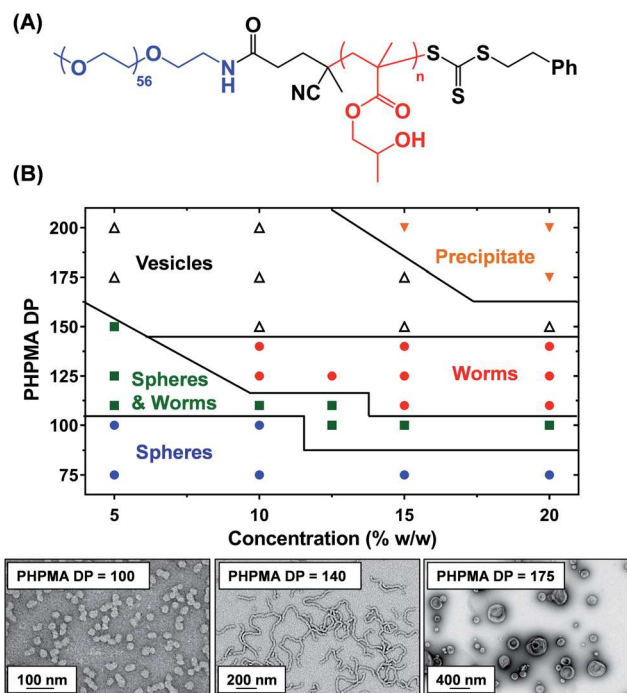 (A)
O
56
O
N
H
O
CN
n
S
S
S
Ph
O
O
OH
(B)
PHPMA DP
200
175
150
125
100
75
Vesicles
Precipitate
Spheres
& Worms
Worms
Spheres
5
10
15
20
Concentration (% w/w)
PHPMA DP = 100
100 nm
PHPMA DP = 140
200 nm
PHPMA DP = 175
400 nm